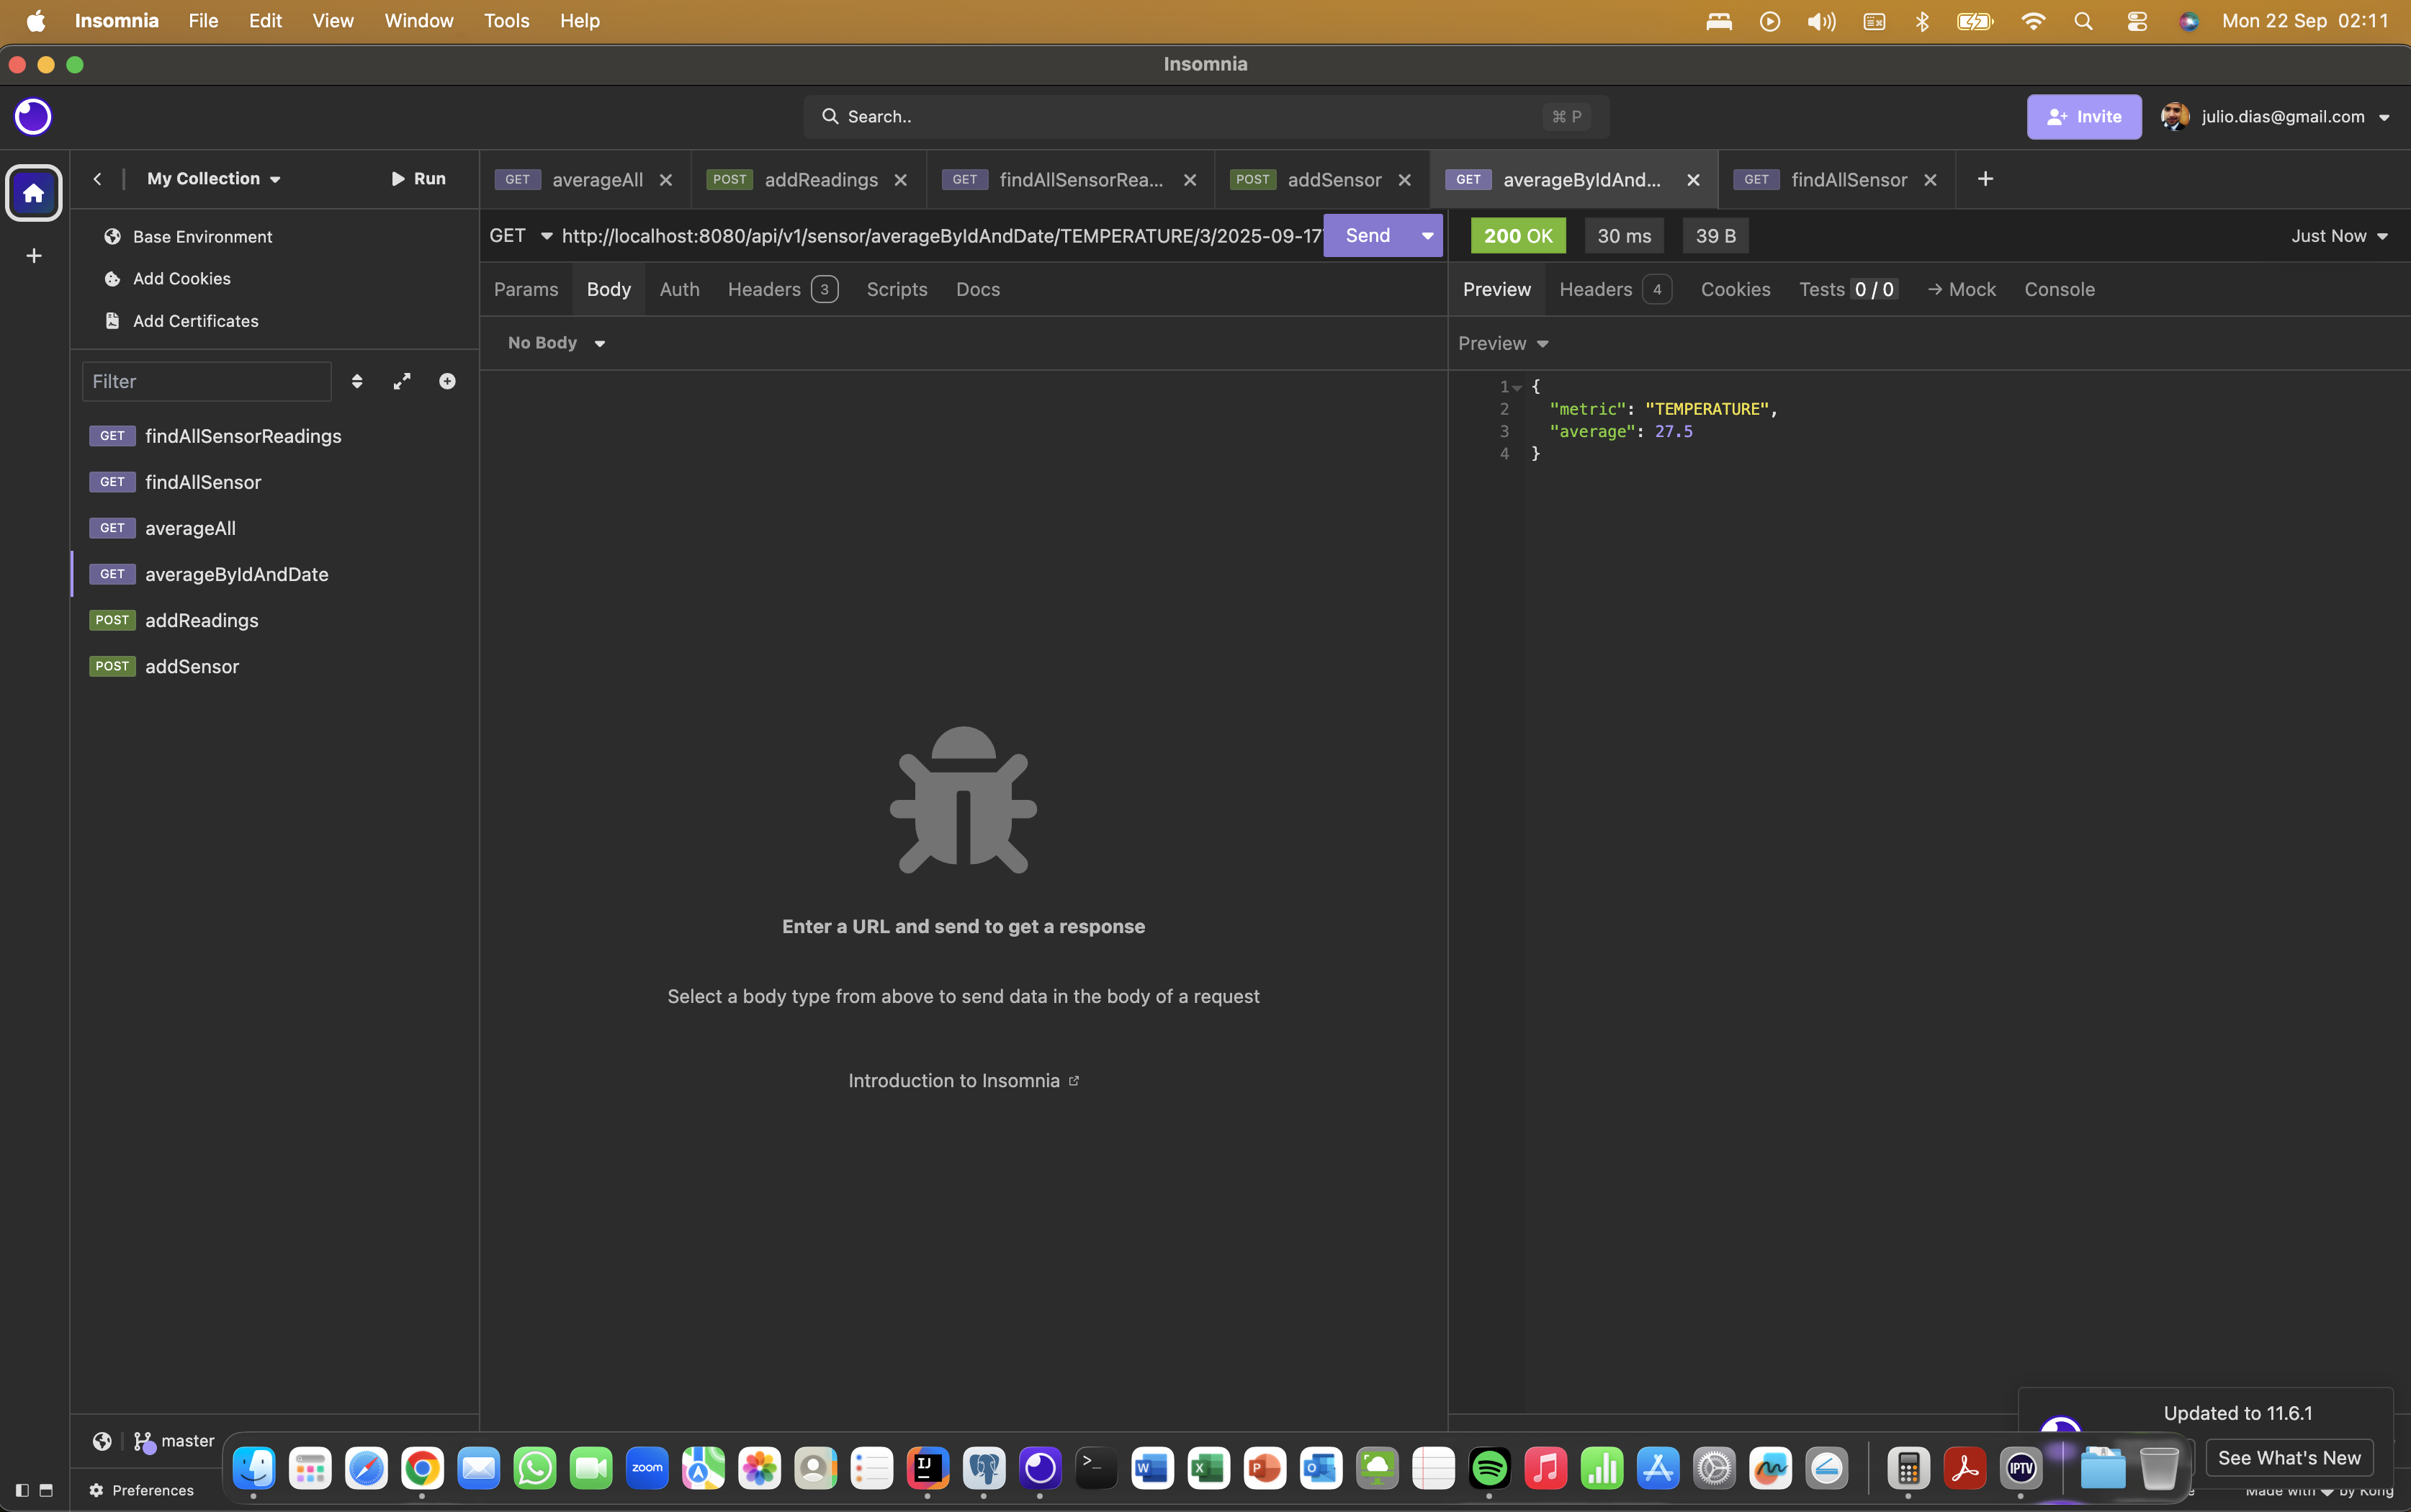 Insomnia File Edit View Window Tools Help Mon 22 Sep 02:11
Insomnia
Search.. ⌘ P Invite julio.dias@gmail.com
My Collection Run
GET averageAll POST addReadings GET findAllSensorRea... POST addSensor GET averageByIdAnd... GET findAllSensor
Base Environment
Add Cookies
Add Certificates
GET http://localhost:8080/api/v1/sensor/averageByIdAndDate/TEMPERATURE/3/2025-09-17 Send
200 OK 30 ms 39 B Just Now
Params Body Auth Headers 3 Scripts Docs
Preview Headers 4 Cookies Tests 0 / 0 → Mock Console
No Body
Preview
Filter
GET findAllSensorReadings
GET findAllSensor
GET averageAll
GET averageByIdAndDate
POST addReadings
POST addSensor
1 {
2 "metric": "TEMPERATURE",
3 "average": 27.5
4 }
Enter a URL and send to get a response
Select a body type from above to send data in the body of a request
Introduction to Insomnia
Updated to 11.6.1
See What's New
master
Preferences
zoom
IJ
>_
W
X
P
O
IPTV
Made with ❤ by Kong